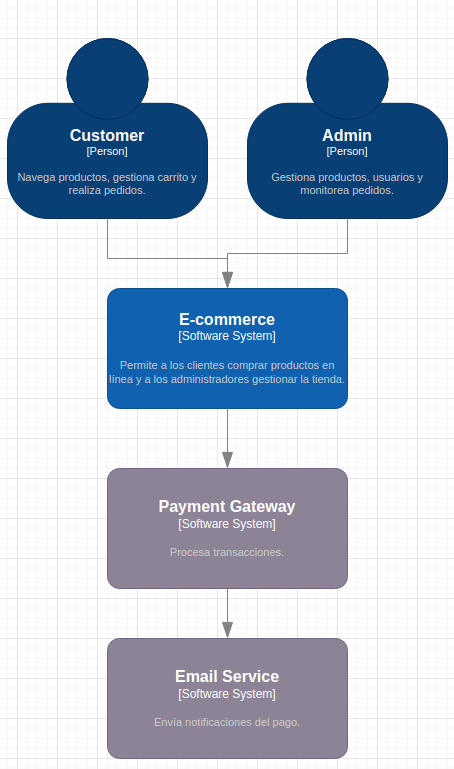 Customer
[Person]
Navega productos, gestiona carrito y
realiza pedidos.
Admin
[Person]
Gestiona productos, usuarios y
monitorea pedidos.
E-commerce
[Software System]
Permite a los clientes comprar productos en
línea y a los administradores gestionar la tienda.
Payment Gateway
[Software System]
Procesa transacciones.
Email Service
[Software System]
Envía notificaciones del pago.